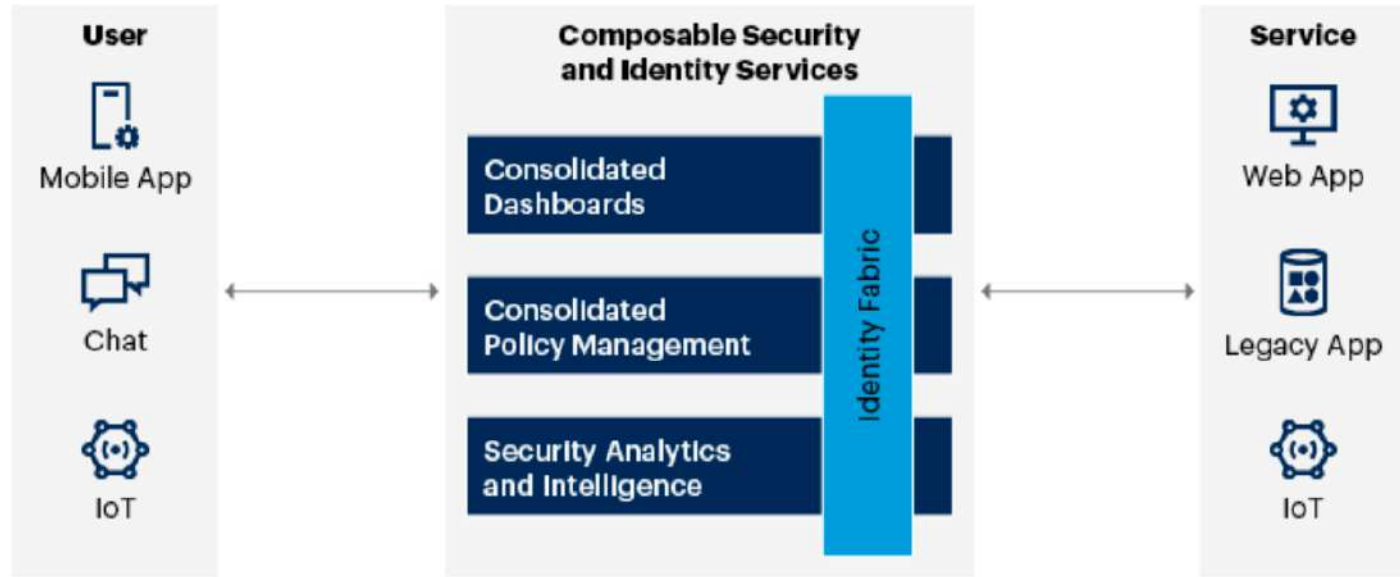 User
Mobile App
Chat
IoT
Composable Security
and Identity Services
Consolidated
Dashboards
Consolidated
Policy Management
Security Analytics
and Intelligence
Identity Fabric
Service
Web App
Legacy App
IoT